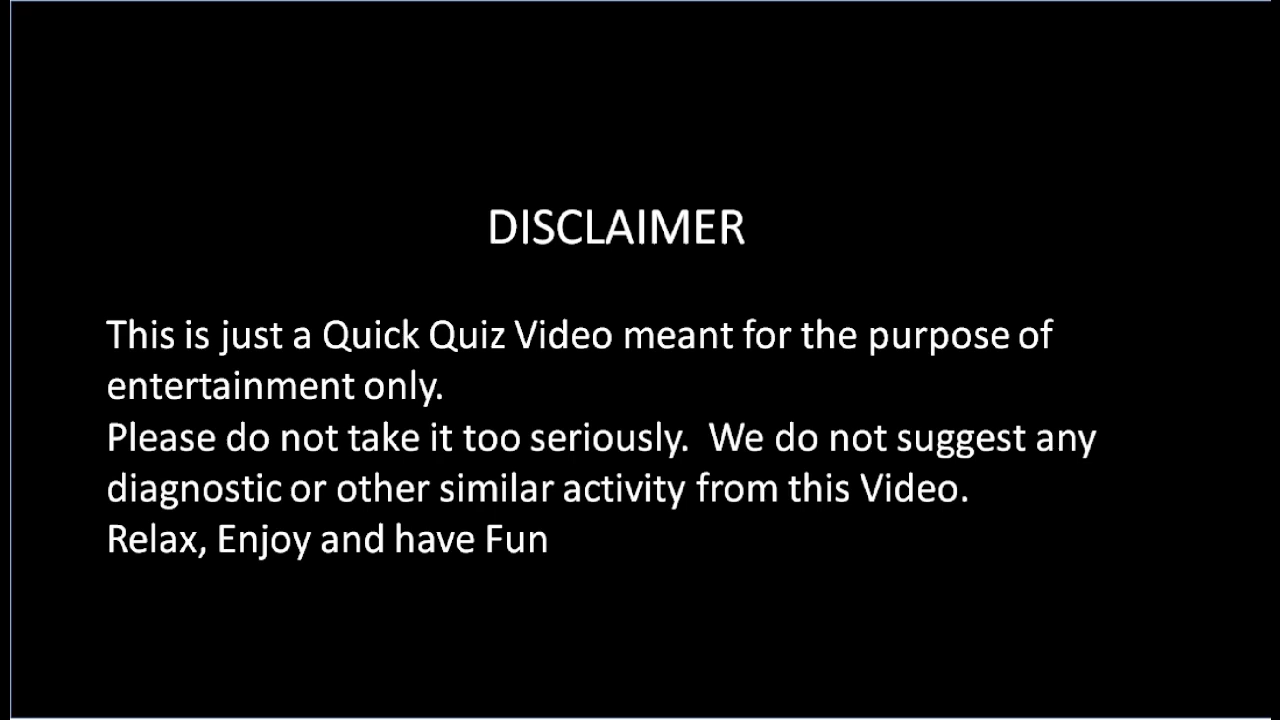 DISCLAIMER
This is just a Quick Quiz Video meant for the purpose of
entertainment only.
Please do not take it too seriously.  We do not suggest any
diagnostic or other similar activity from this Video.
Relax, Enjoy and have Fun